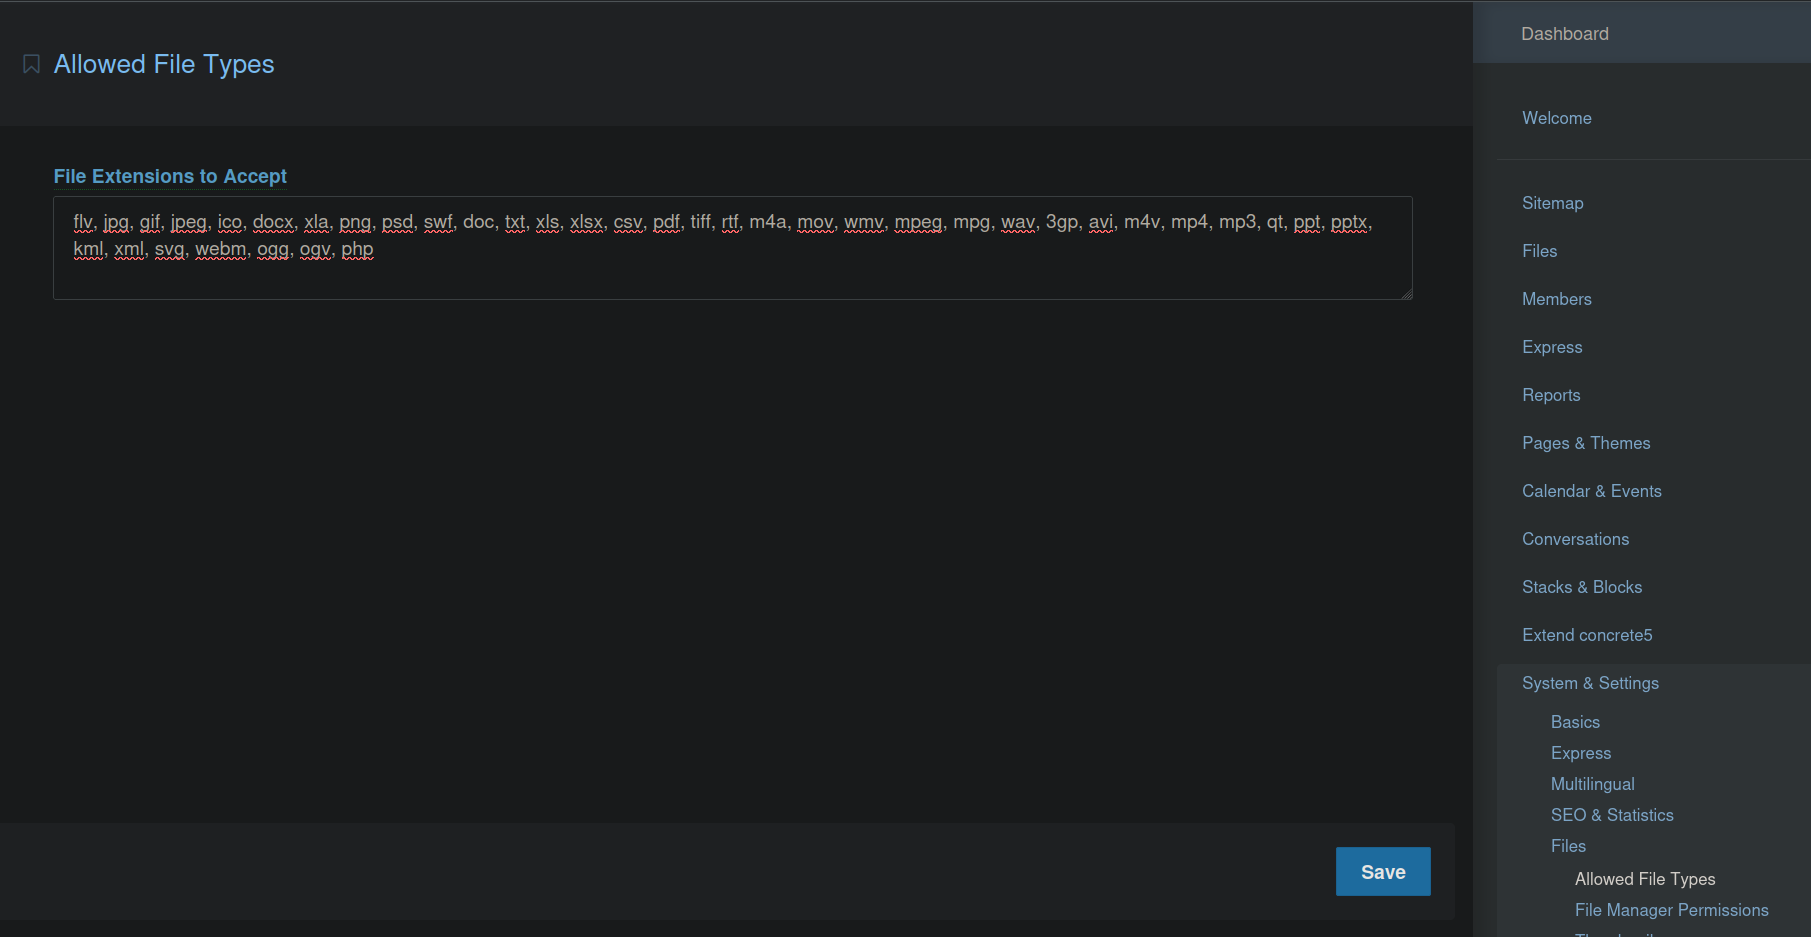 Allowed File Types
File Extensions to Accept
flv, jpg, gif, jpeg, ico, docx, xla, png, psd, swf, doc, txt, xls, xlsx, csv, pdf, tiff, rtf, m4a, mov, wmv, mpeg, mpg, wav, 3gp, avi, m4v, mp4, mp3, qt, ppt, pptx,
kml, xml, svg, webm, ogg, ogv, php
Save
Dashboard
Welcome
Sitemap
Files
Members
Express
Reports
Pages & Themes
Calendar & Events
Conversations
Stacks & Blocks
Extend concrete5
System & Settings
Basics
Express
Multilingual
SEO & Statistics
Files
Allowed File Types
File Manager Permissions